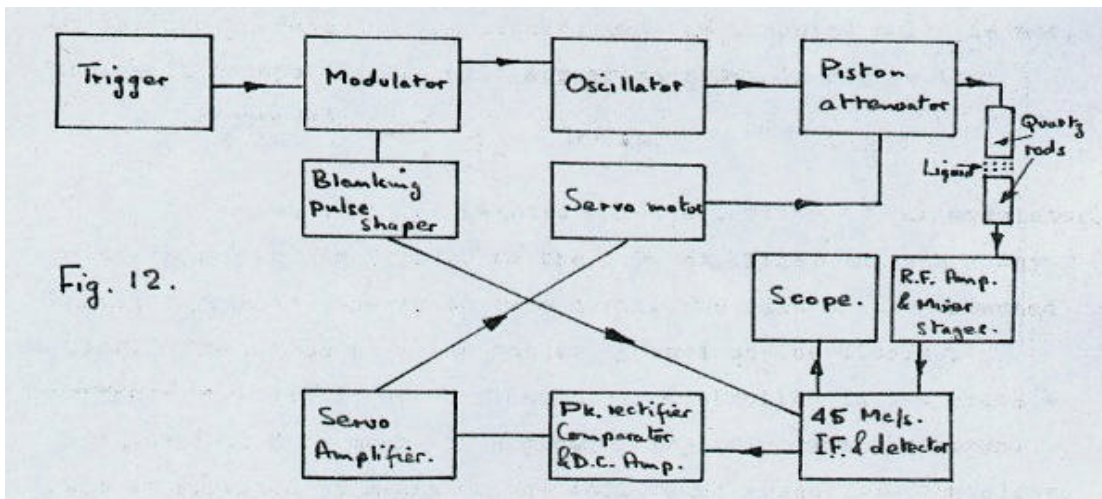 Trigger
Modulator
Oscillator
Piston
attenuator
Quartz
rods
Liquid
Blanking
pulse
shaper
Servo motor
Fig. 12.
Scope.
R.F. Amp.
& Mixer
stages.
Servo
Amplifier.
Pk. rectifier
Comparator
& D.C. Amp.
45 Mc/s.
I.F. & detector